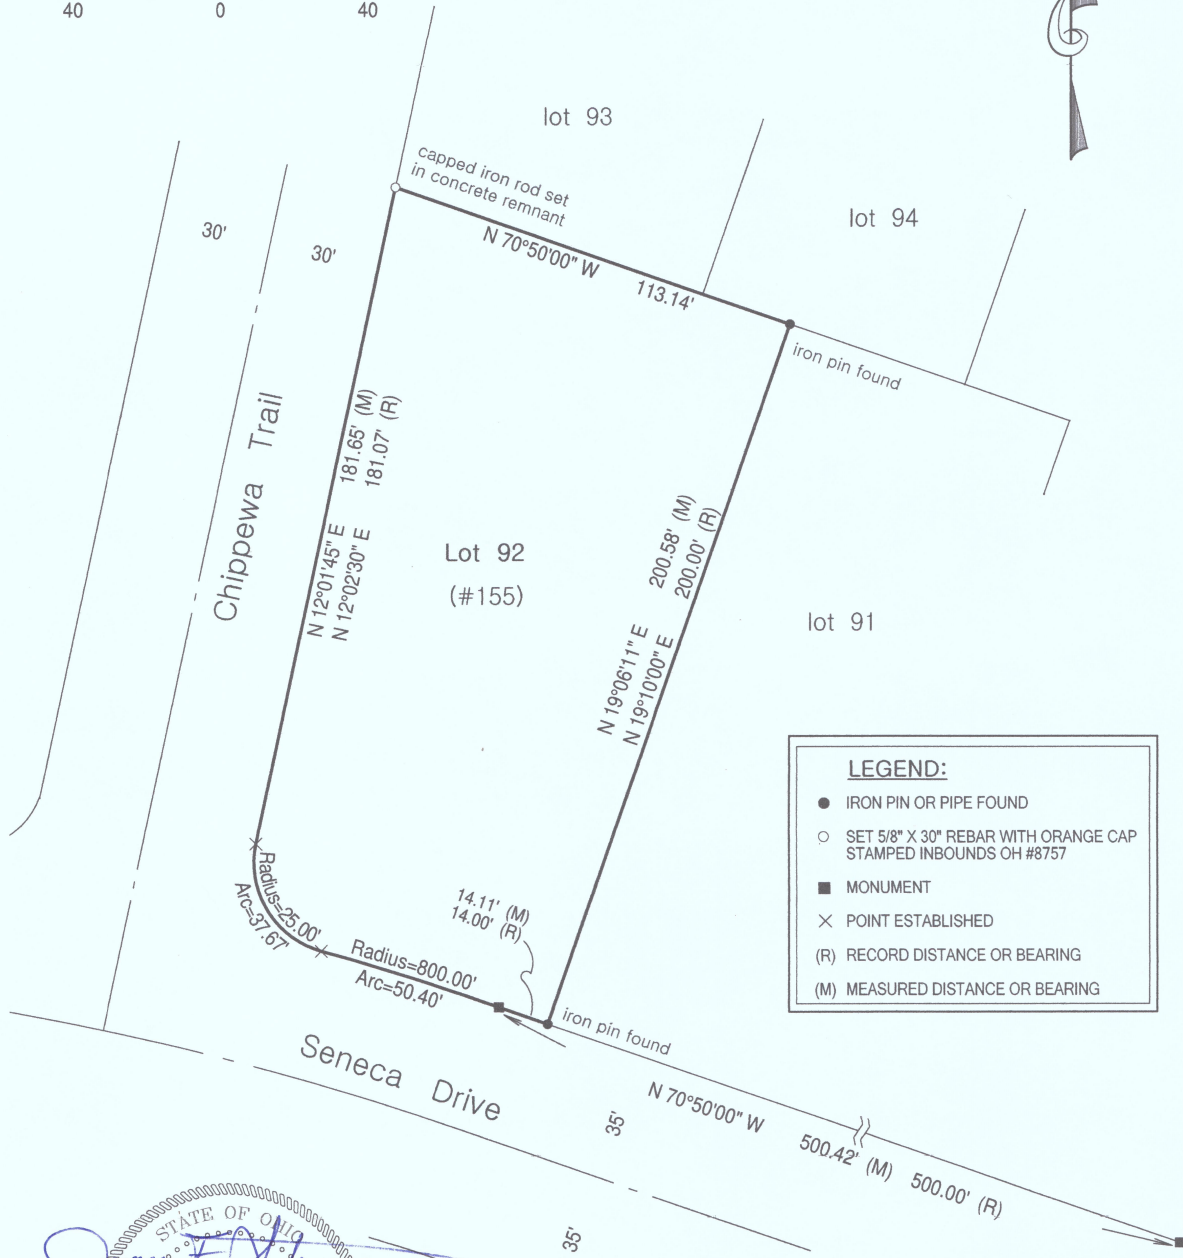 40 0 40
lot 93
capped iron rod set
in concrete remnant
lot 94
30'
30'
N 70°50'00" W 113.14'
iron pin found
Chippewa Trail
181.65' (M)
181.07' (R)
N 12°01'45" E
N 12°02'30" E
Lot 92
(#155)
200.58' (M)
200.00' (R)
N 19°06'11" E
N 19°10'00" E
lot 91
LEGEND:
IRON PIN OR PIPE FOUND
SET 5/8" X 30" REBAR WITH ORANGE CAP
STAMPED INBOUNDS OH #8757
MONUMENT
POINT ESTABLISHED
(R) RECORD DISTANCE OR BEARING
(M) MEASURED DISTANCE OR BEARING
Radius=25.00'
Arc=37.67'
14.11' (M)
14.00' (R)
Radius=800.00'
Arc=50.40'
iron pin found
Seneca Drive
N 70°50'00" W 500.42' (M) 500.00' (R)
35'
35'
STATE OF OHIO